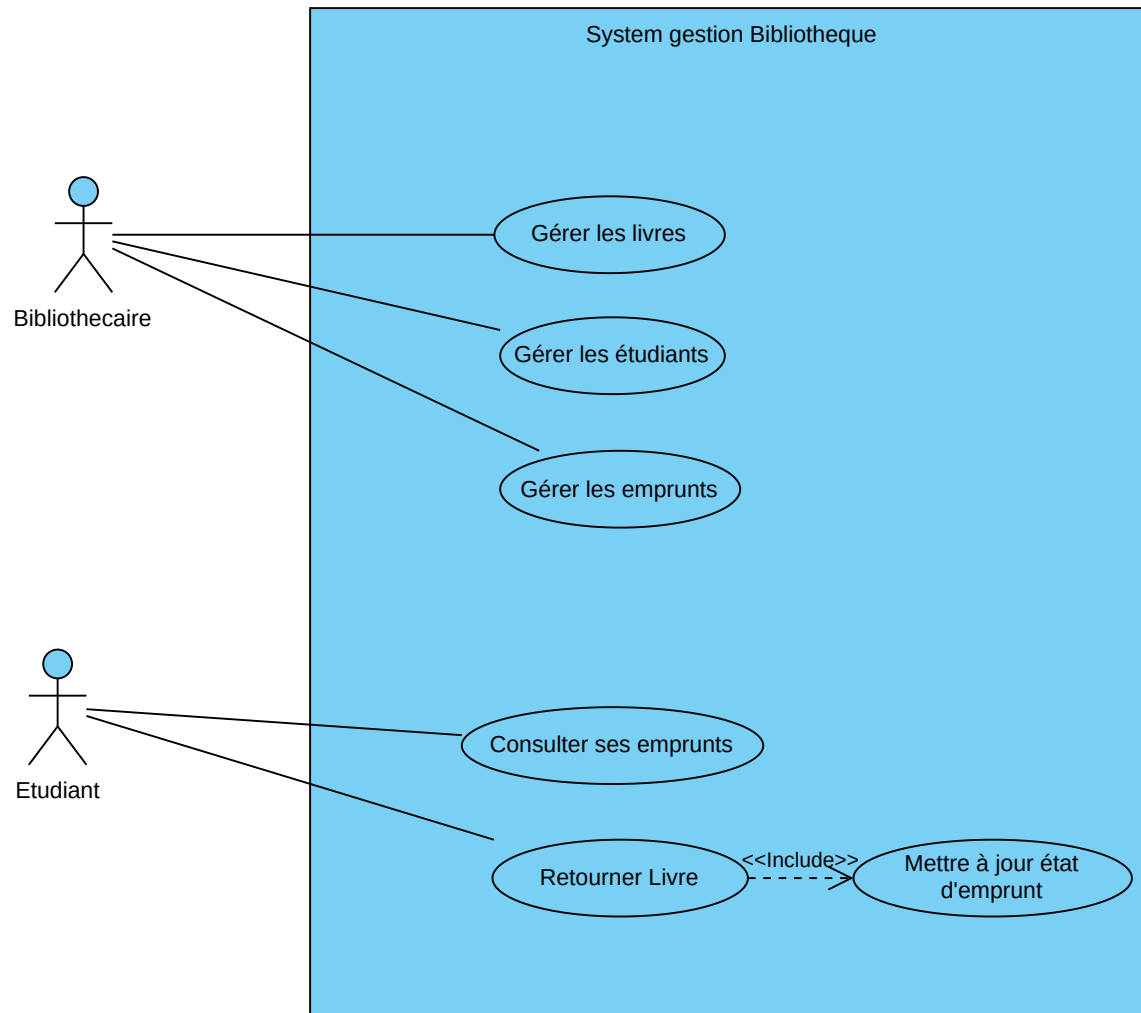 System gestion Bibliotheque
Gérer les livres
Bibliothecaire
Gérer les étudiants
Gérer les emprunts
Consulter ses emprunts
Etudiant
Retourner Livre
<<Include>>
Mettre à jour état
d'emprunt